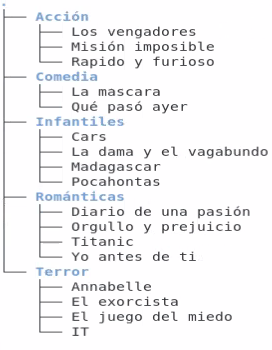 .
Acción
Los vengadores
Misión imposible
Rapido y furioso
Comedia
La mascara
Qué pasó ayer
Infantiles
Cars
La dama y el vagabundo
Madagascar
Pocahontas
Románticas
Diario de una pasión
Orgullo y prejuicio
Titanic
Yo antes de ti
Terror
Annabelle
El exorcista
El juego del miedo
IT